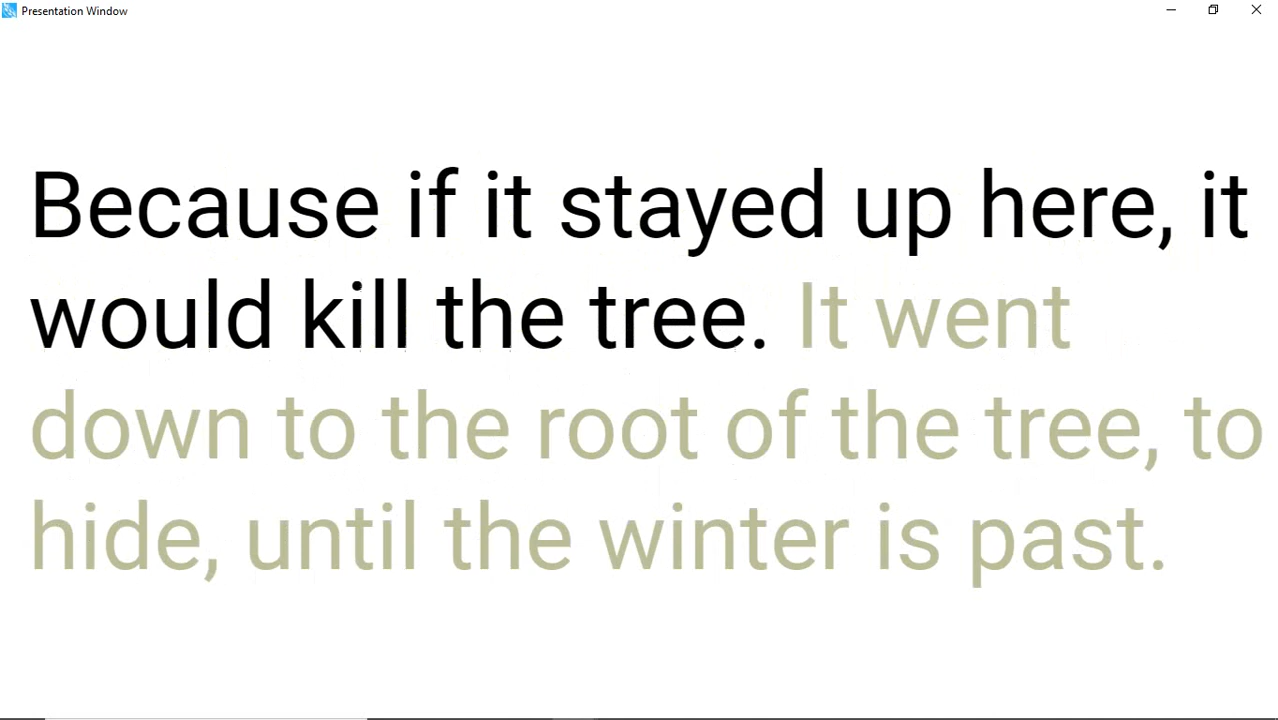 Presentation Window
Because if it stayed up here, it
would kill the tree. It went
down to the root of the tree, to
hide, until the winter is past.